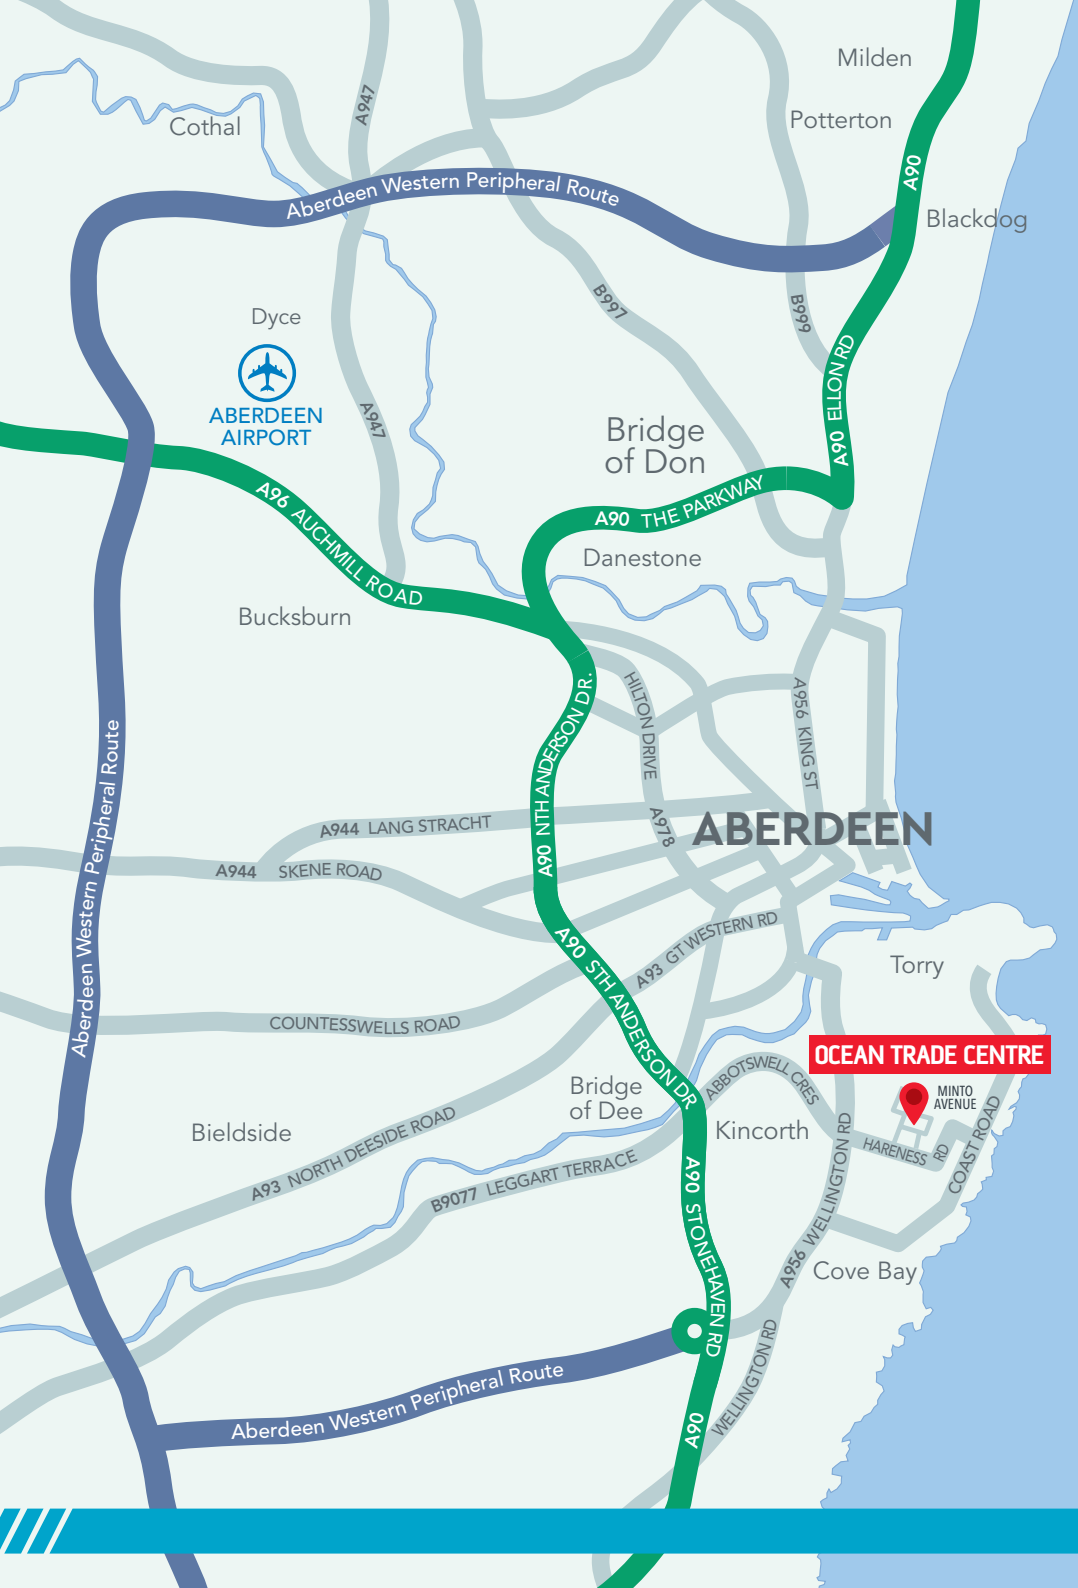 Milden
A947
Cothal
Potterton
A90
Aberdeen Western Peripheral Route
Blackdog
B997
B999
Dyce
ABERDEEN
AIRPORT
A947
A90 ELLON RD
Bridge
of Don
A96 AUCHMILL ROAD
A90 THE PARKWAY
Danestone
Bucksburn
HILTON DRIVE
A956 KING ST
A90 NTH ANDERSON DR.
Aberdeen Western Peripheral Route
A944 LANG STRACHT
A978
ABERDEEN
A944 SKENE ROAD
A93 GT WESTERN RD
A90 STH ANDERSON DR
Torry
Aberdeen Western Peripheral Route
COUNTESSWELLS ROAD
OCEAN TRADE CENTRE
Bridge
of Dee
ABBOTSWELL CRES
MINTO
AVENUE
Kincorth
Bieldside
A93 NORTH DEESIDE ROAD
HARENESS RD
COAST ROAD
B9077 LEGGART TERRACE
A90 STONEHAVEN RD
A956 WELLINGTON RD
Cove Bay
WELLINGTON RD
Aberdeen Western Peripheral Route
A90